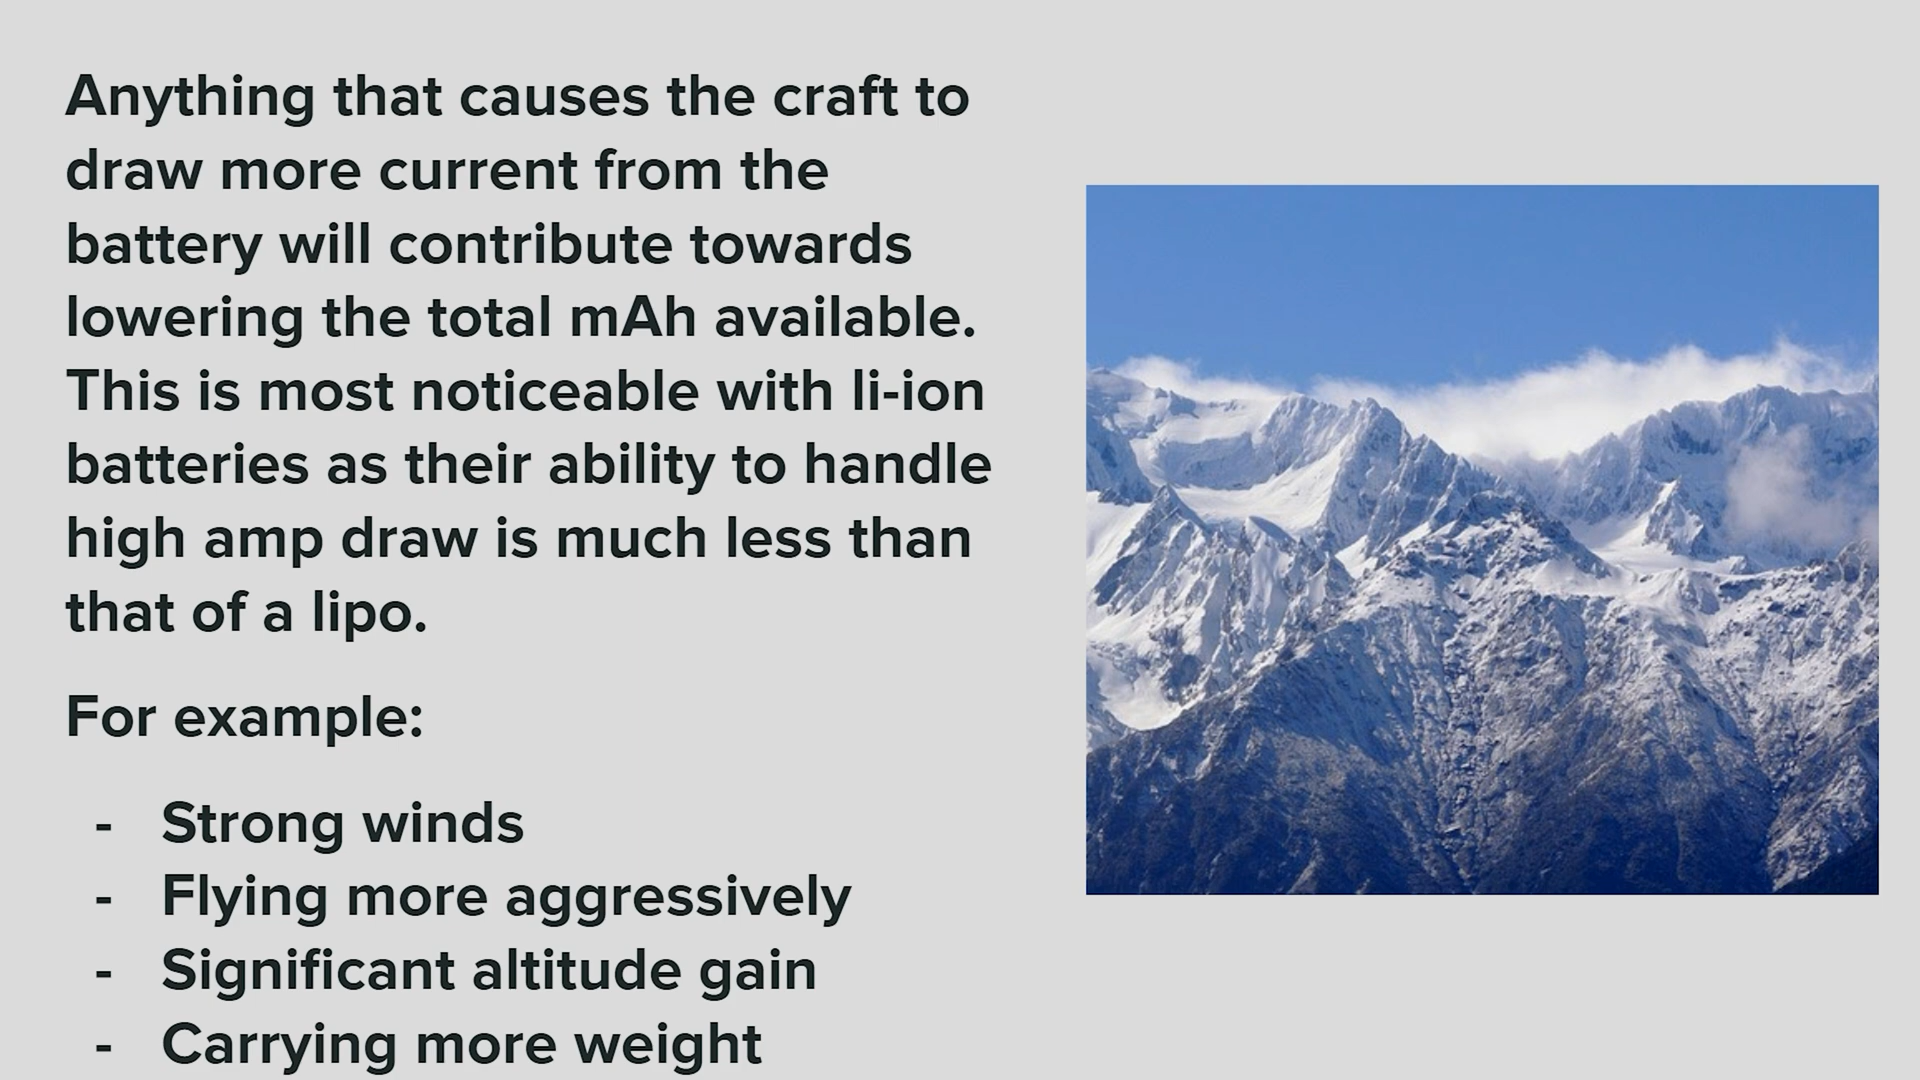 Anything that causes the craft to
draw more current from the
battery will contribute towards
lowering the total mAh available.
This is most noticeable with li-ion
batteries as their ability to handle
high amp draw is much less than
that of a lipo.
For example:
- Strong winds
- Flying more aggressively
- Significant altitude gain
- Carrying more weight